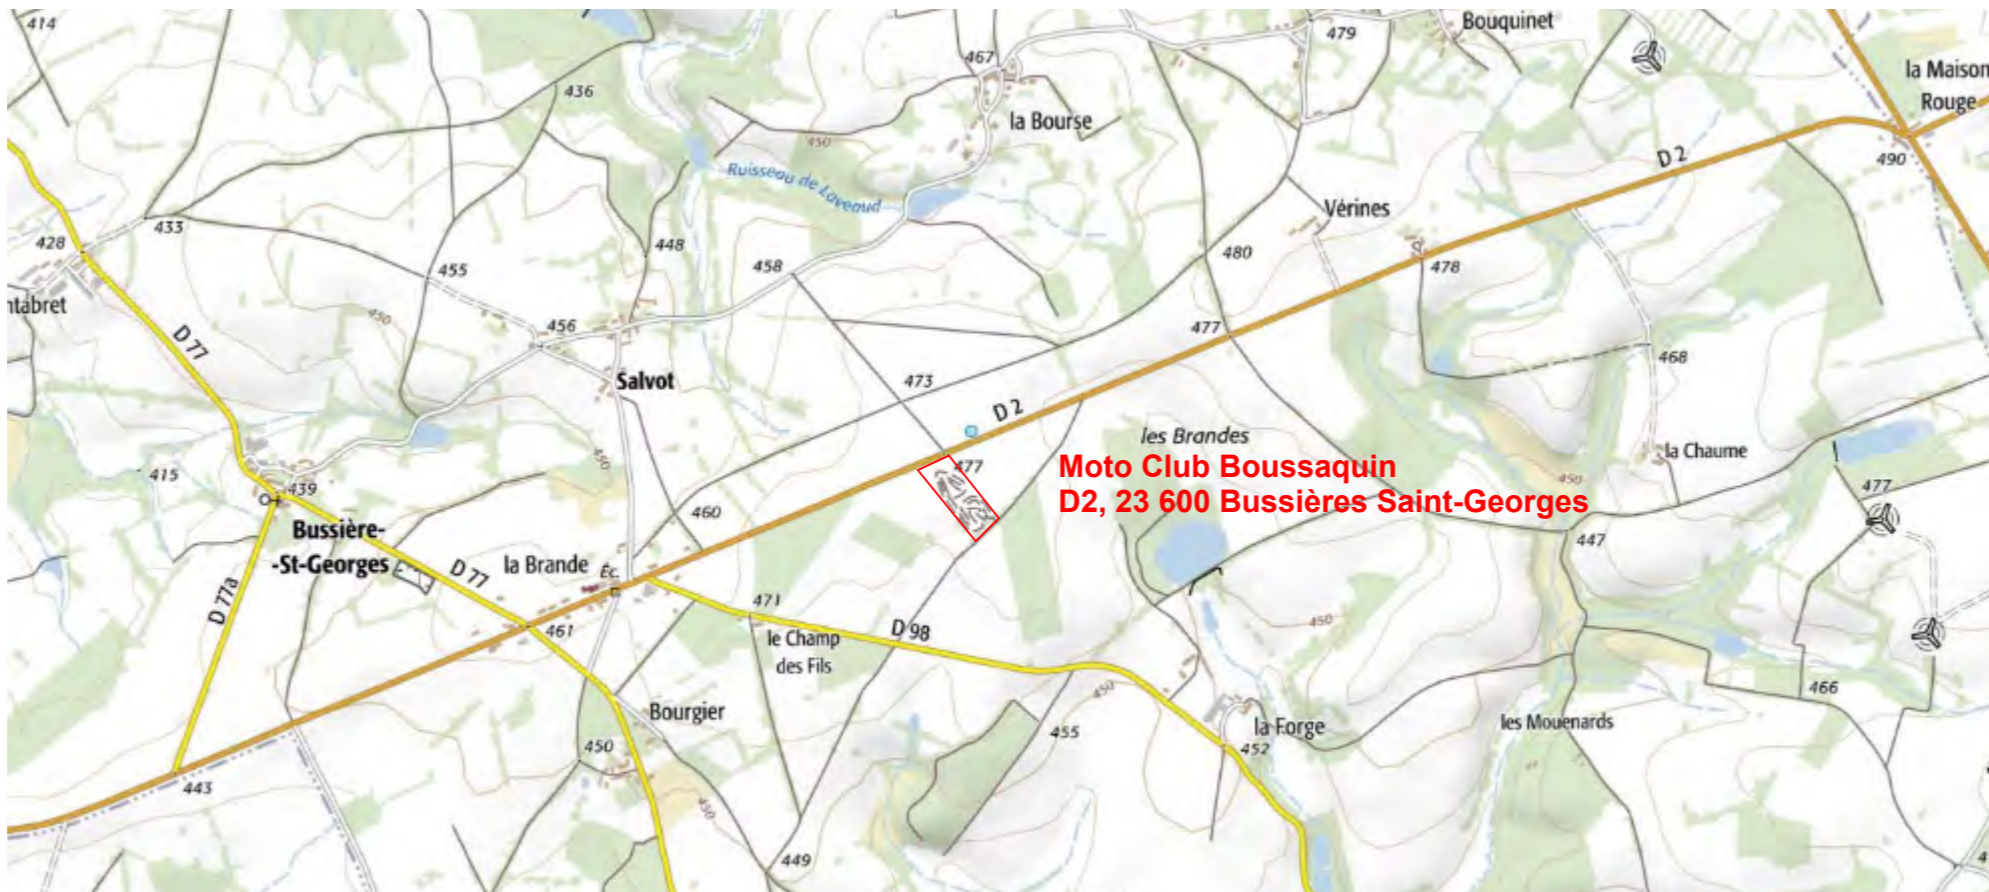 414
Bouquinet
479
467
la Maison
Rouge
436
la Bourse
450
D 2
490
Ruisseau de Laveaud
Vérines
433
428
448
480
455
458
478
ntabret
450
456
477
D 77
468
Salvot
473
D 2
les Brandes
la Chaume
450
477
Moto Club Boussaquin
415
450
477
439
D2, 23 600 Bussières Saint-Georges
460
Bussière-
-St-Georges
447
la Brande
Éc.
D 77
D 77a
471
450
461
le Champ
des Fils
D 98
450
466
Bourgier
la Forge
les Mouenards
455
450
452
443
450
449